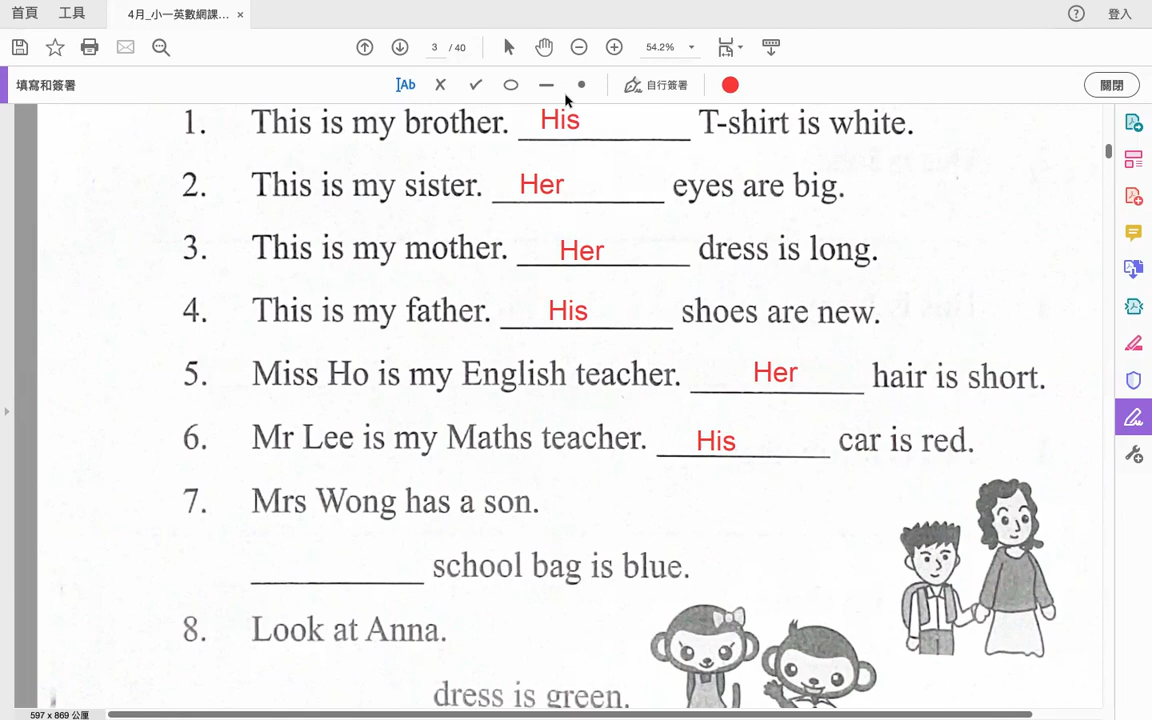 首頁 工具 4月_小一英數網課... × ? 登入
3 / 40 54.2%
填寫和簽署 Ab 自行簽署 關閉
1. This is my brother. His T-shirt is white.
2. This is my sister. Her eyes are big.
3. This is my mother. Her dress is long.
4. This is my father. His shoes are new.
5. Miss Ho is my English teacher. Her hair is short.
6. Mr Lee is my Maths teacher. His car is red.
7. Mrs Wong has a son.
school bag is blue.
8. Look at Anna.
dress is green.
597 x 869 公厘